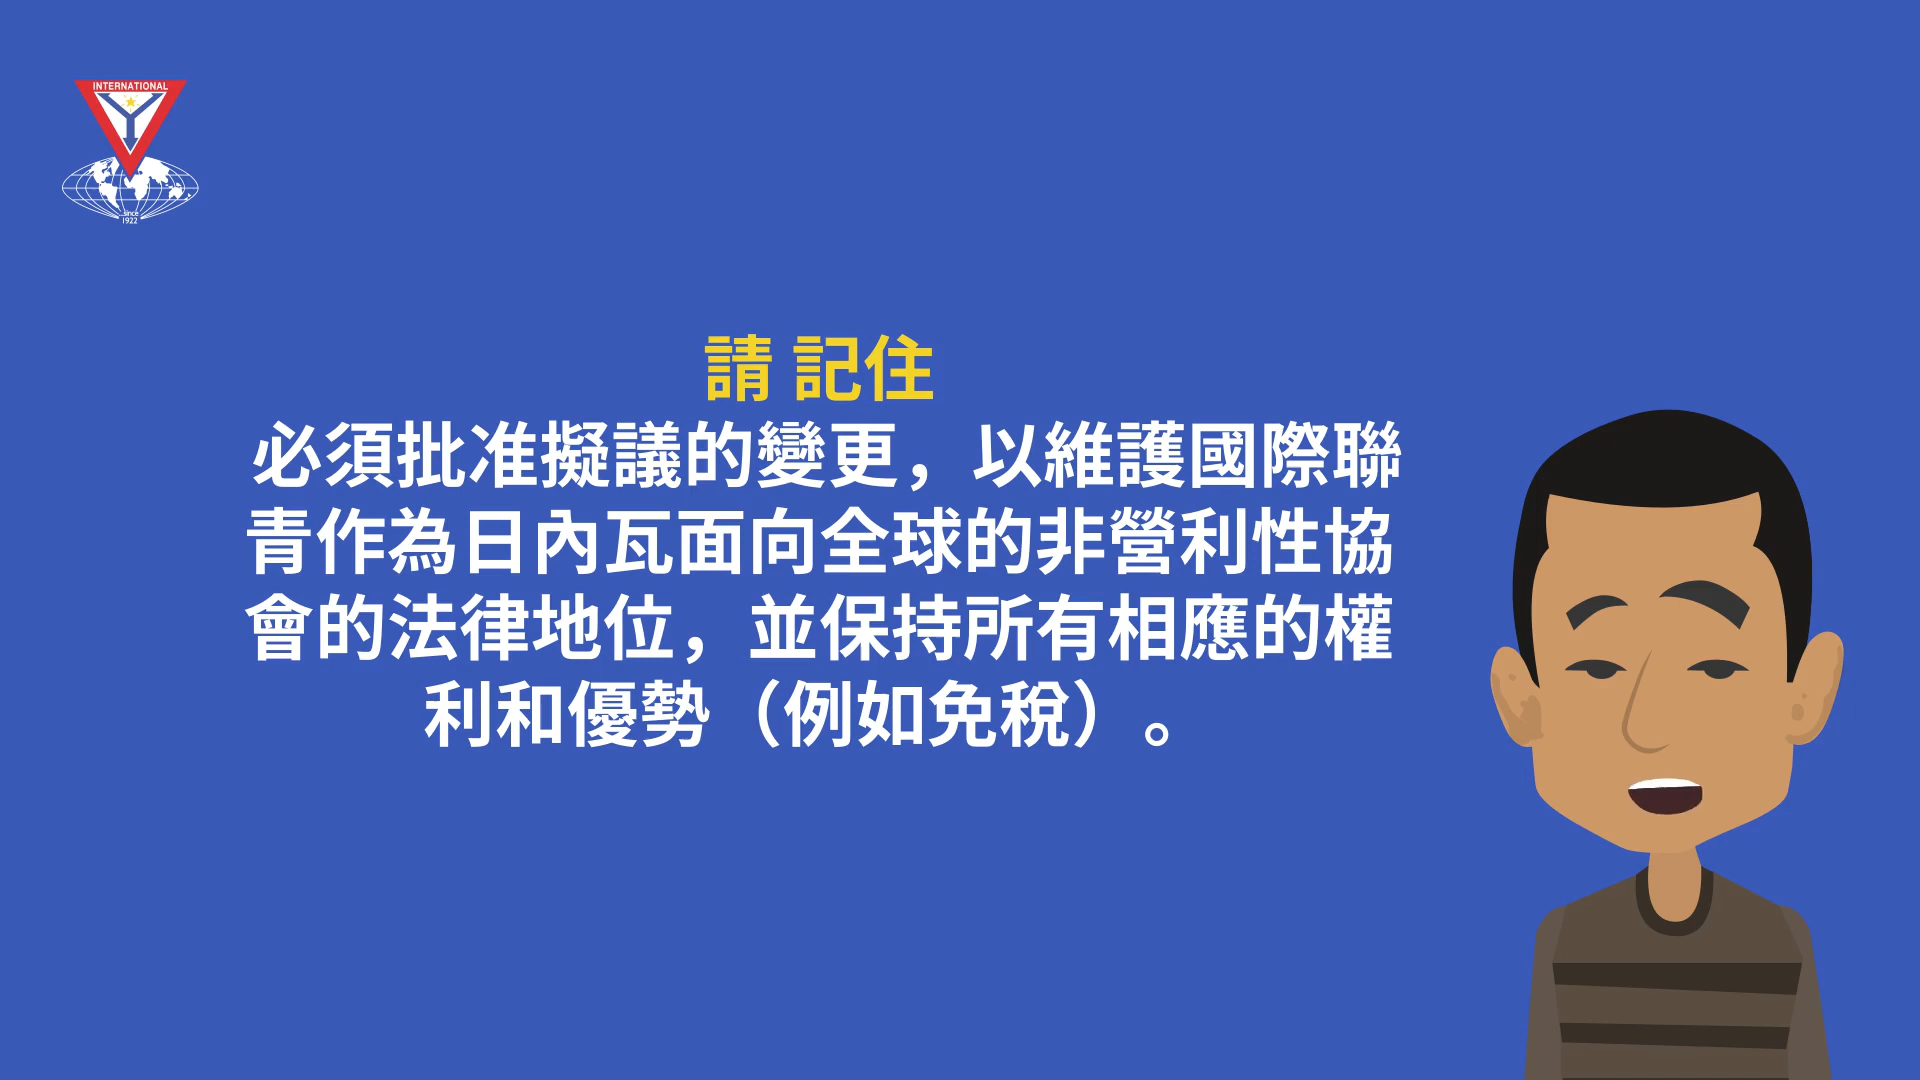 INTERNATIONAL
since
1922
請 記住
必須批准擬議的變更，以維護國際聯
青作為日內瓦面向全球的非營利性協
會的法律地位，並保持所有相應的權
利和優勢（例如免稅）。